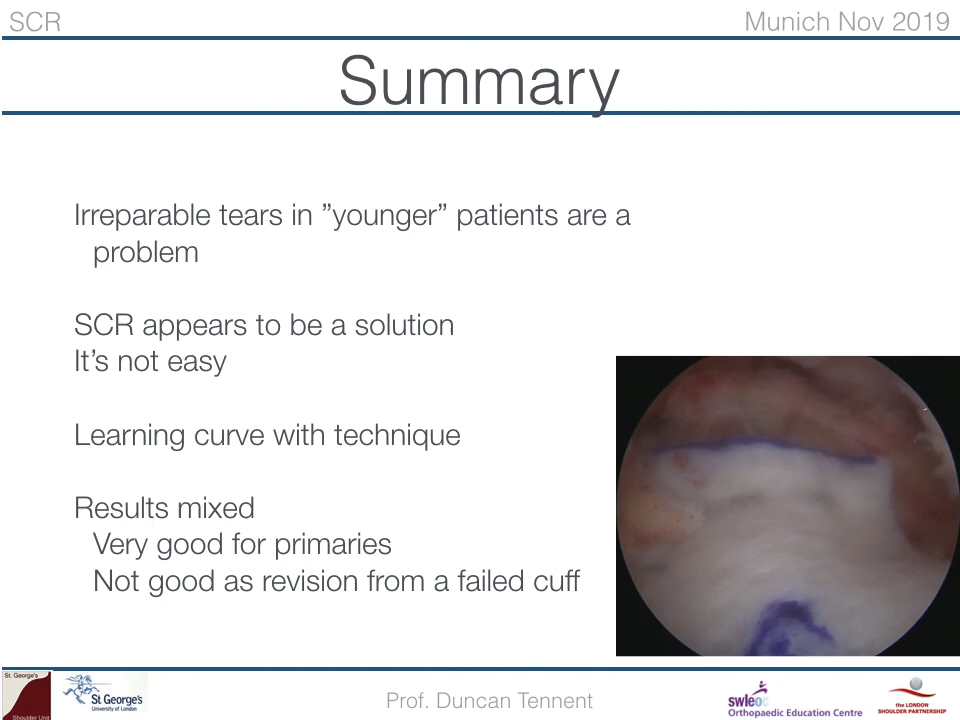 SCR
Munich Nov 2019
Summary
Irreparable tears in ”younger” patients are a
problem
SCR appears to be a solution
It’s not easy
Learning curve with technique
Results mixed
Very good for primaries
Not good as revision from a failed cuff
St. George's
Shoulder Unit
St George's
University of London
Prof. Duncan Tennent
swleoc
Orthopaedic Education Centre
the LONDON
SHOULDER PARTNERSHIP